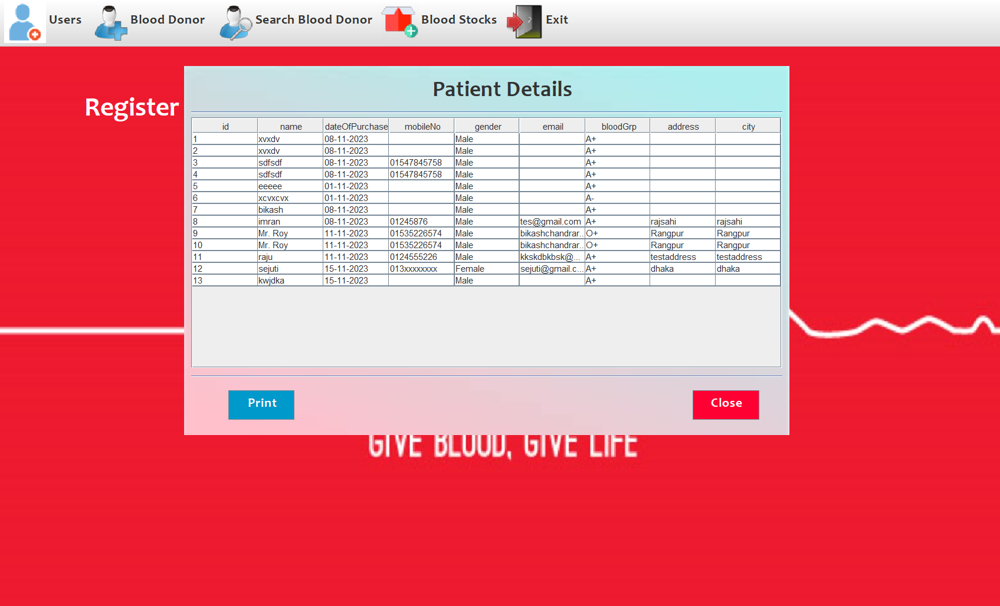 Users Blood Donor Search Blood Donor Blood Stocks Exit
Patient Details
Register
id name dateOfPurchase mobileNo gender email bloodGrp address city
1 xvxdv 08-11-2023 Male A+
2 xvxdv 08-11-2023 Male A+
3 sdfsdf 08-11-2023 01547845758 Male A+
4 sdfsdf 08-11-2023 01547845758 Male A+
5 eeeee 01-11-2023 Male A+
6 xcvxcvx 01-11-2023 Male A-
7 bikash 08-11-2023 Male A+
8 imran 08-11-2023 01245876 Male tes@gmail.com A+ rajsahi rajsahi
9 Mr. Roy 11-11-2023 01535226574 Male bikashchandrar... O+ Rangpur Rangpur
10 Mr. Roy 11-11-2023 01535226574 Male bikashchandrar... O+ Rangpur Rangpur
11 raju 11-11-2023 0124555226 Male kkskdbkbsk@... A+ testaddress testaddress
12 sejuti 15-11-2023 013xxxxxxxx Female sejuti@gmail.c... A+ dhaka dhaka
13 kwjdka 15-11-2023 Male A+
Print Close
GIVE BLOOD, GIVE LIFE